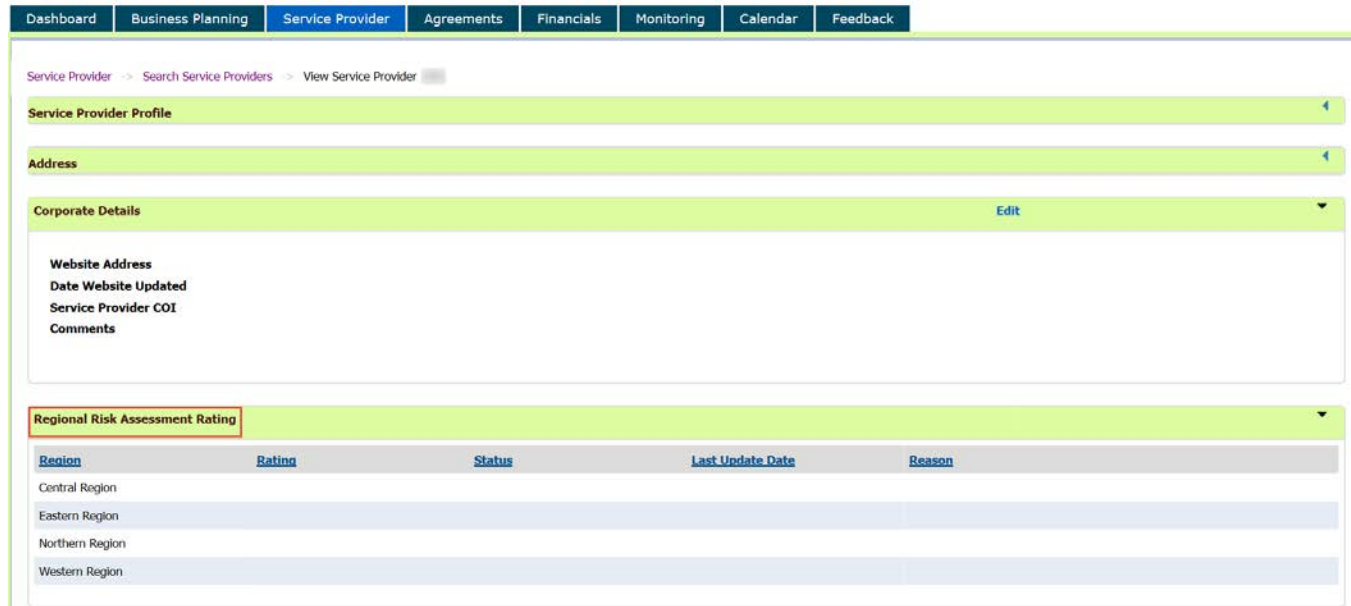 Dashboard Business Planning Service Provider Agreements Financials Monitoring Calendar Feedback
Service Provider -> Search Service Providers -> View Service Provider
Service Provider Profile
Address
Corporate Details Edit
Website Address
Date Website Updated
Service Provider COI
Comments
Regional Risk Assessment Rating
Region Rating Status Last Update Date Reason
Central Region
Eastern Region
Northern Region
Western Region